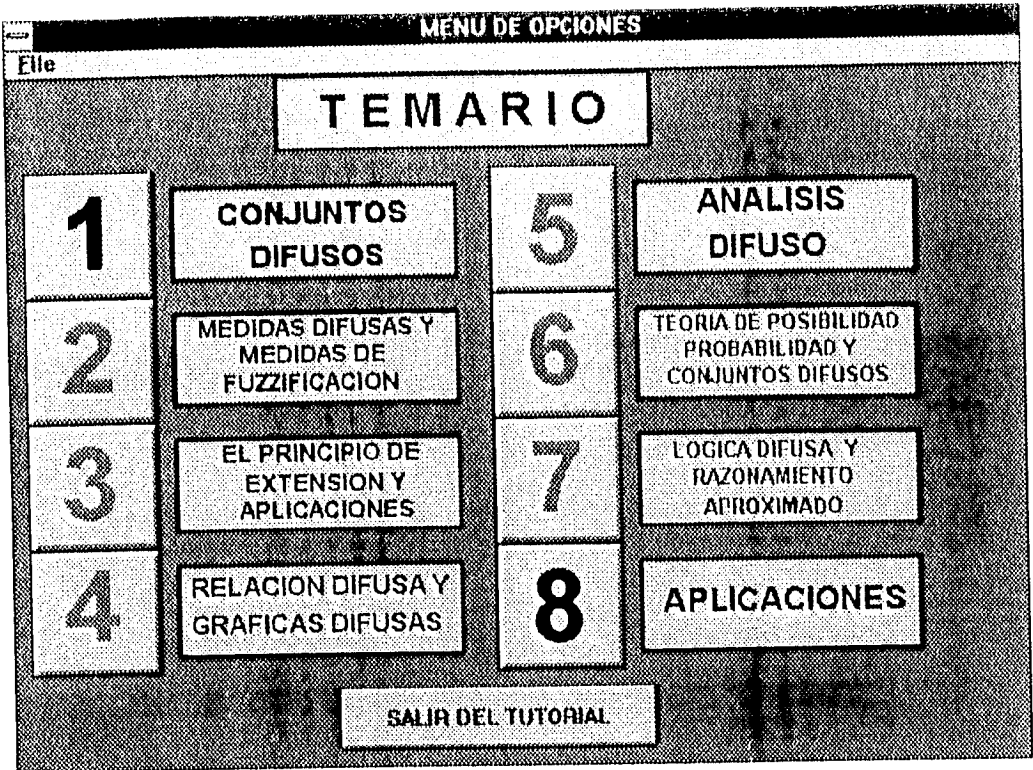 MENU DE OPCIONES
File
TEMARIO
1
CONJUNTOS
DIFUSOS
2
MEDIDAS DIFUSAS Y
MEDIDAS DE
FUZZIFICACION
3
EL PRINCIPIO DE
EXTENSION Y
APLICACIONES
4
RELACION DIFUSA Y
GRAFICAS DIFUSAS
5
ANALISIS
DIFUSO
6
TEORIA DE POSIBILIDAD
PROBABILIDAD Y
CONJUNTOS DIFUSOS
7
LOGICA DIFUSA Y
RAZONAMIENTO
APROXIMADO
8
APLICACIONES
SALIR DEL TUTORIAL